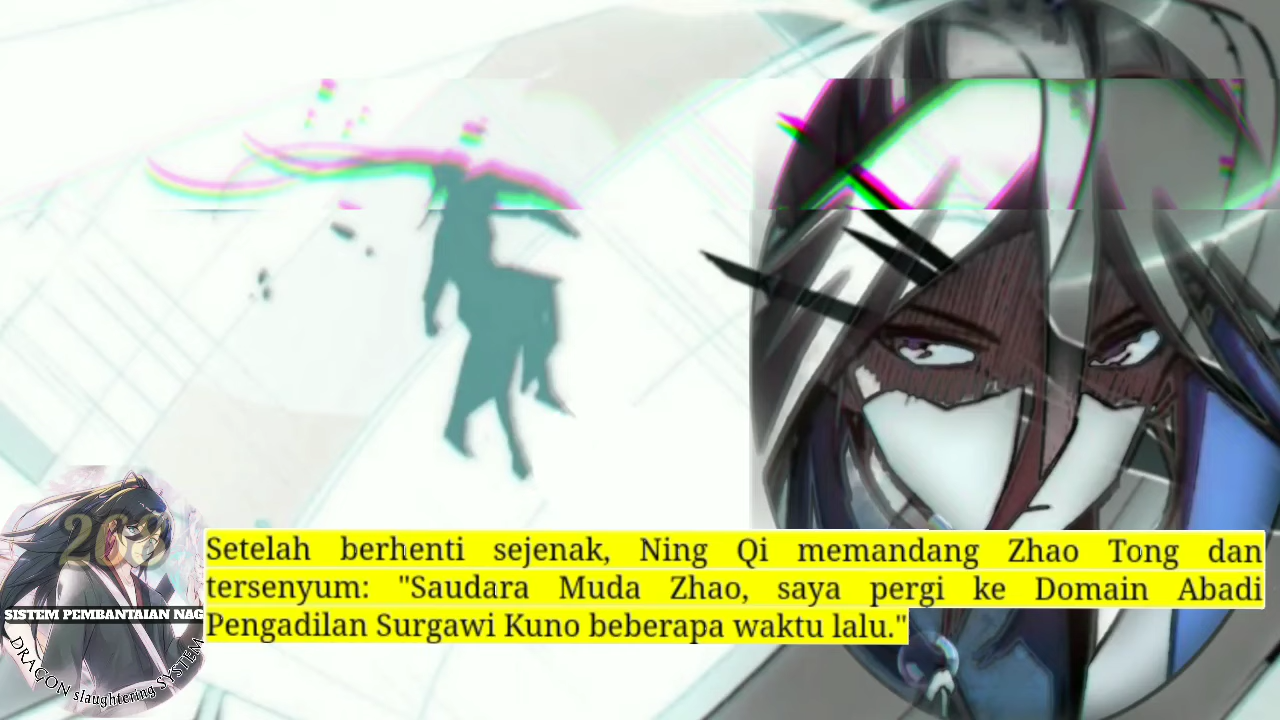 Setelah berhenti sejenak, Ning Qi memandang Zhao Tong dan
tersenyum: "Saudara Muda Zhao, saya pergi ke Domain Abadi
Pengadilan Surgawi Kuno beberapa waktu lalu."
SISTEM PEMBANTAIAN NAG
DRAGON slaughtering SYSTEM